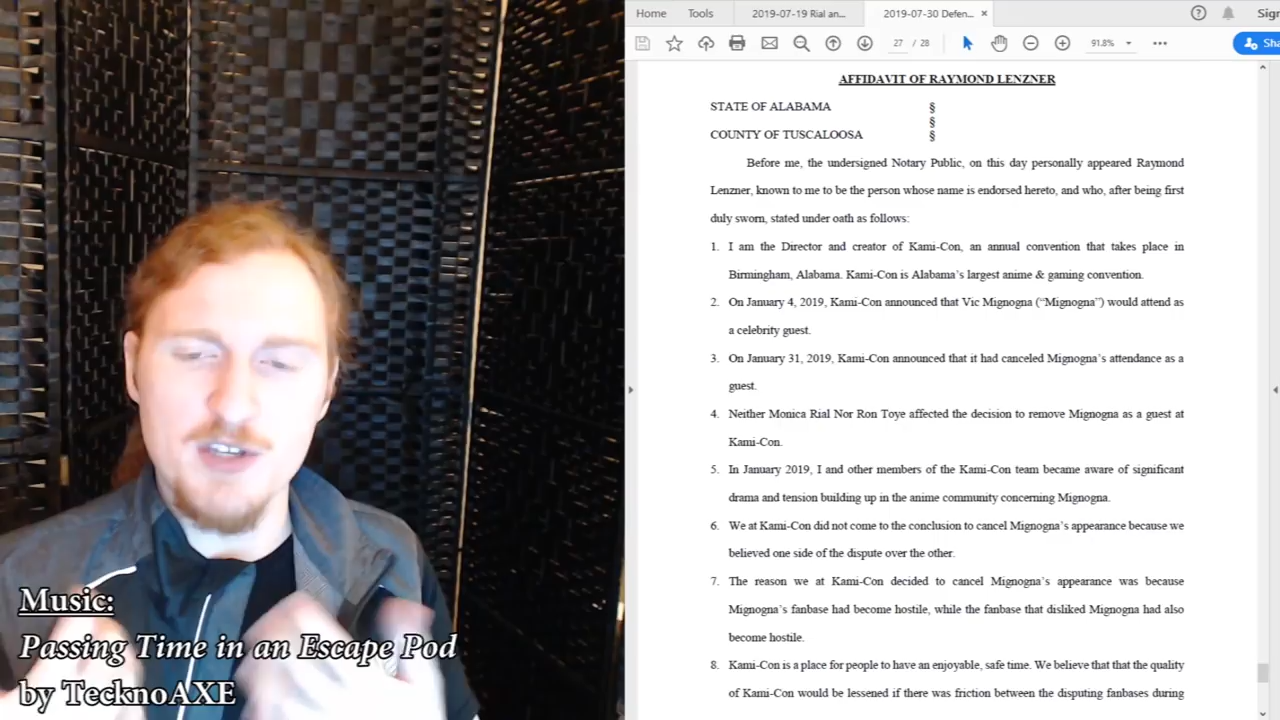 Home
Tools
2019-07-19 Rial an...
2019-07-30 Defen...
Sign
27 / 28
91.8%
Sha
AFFIDAVIT OF RAYMOND LENZNER
STATE OF ALABAMA §
§
COUNTY OF TUSCALOOSA §
Before me, the undersigned Notary Public, on this day personally appeared Raymond
Lenzner, known to me to be the person whose name is endorsed hereto, and who, after being first
duly sworn, stated under oath as follows:
1. I am the Director and creator of Kami-Con, an annual convention that takes place in
Birmingham, Alabama. Kami-Con is Alabama's largest anime & gaming convention.
2. On January 4, 2019, Kami-Con announced that Vic Mignogna ("Mignogna") would attend as
a celebrity guest.
3. On January 31, 2019, Kami-Con announced that it had canceled Mignogna's attendance as a
guest.
4. Neither Monica Rial Nor Ron Toye affected the decision to remove Mignogna as a guest at
Kami-Con.
5. In January 2019, I and other members of the Kami-Con team became aware of significant
drama and tension building up in the anime community concerning Mignogna.
6. We at Kami-Con did not come to the conclusion to cancel Mignogna's appearance because we
believed one side of the dispute over the other.
7. The reason we at Kami-Con decided to cancel Mignogna's appearance was because
Mignogna's fanbase had become hostile, while the fanbase that disliked Mignogna had also
become hostile.
8. Kami-Con is a place for people to have an enjoyable, safe time. We believe that that the quality
of Kami-Con would be lessened if there was friction between the disputing fanbases during
Music:
Passing Time in an Escape Pod
by TecknoAXE